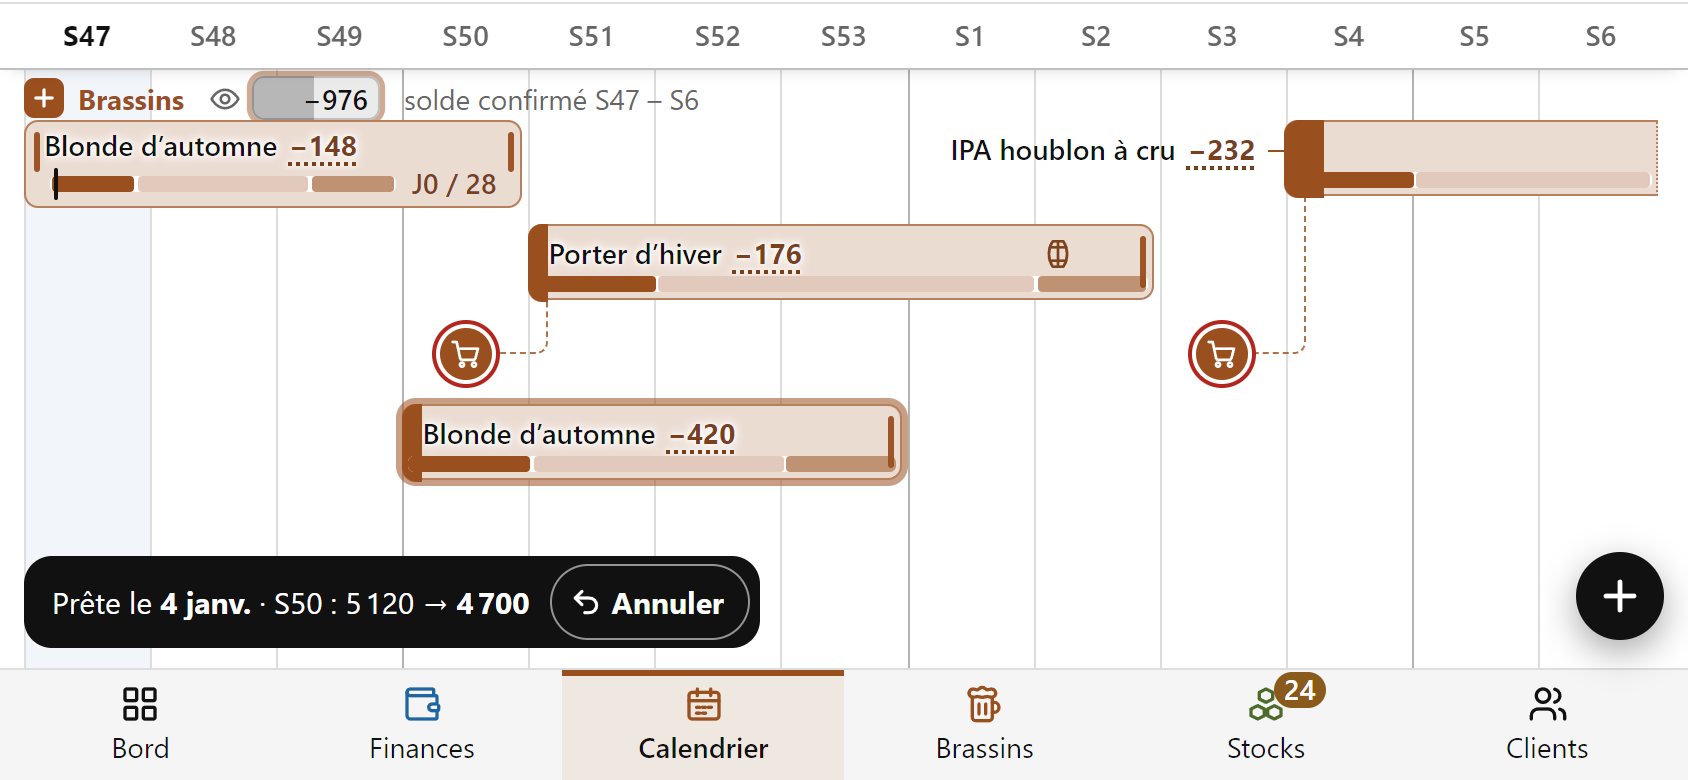 S47 S48 S49 S50 S51 S52 S53 S1 S2 S3 S4 S5 S6
Brassins −976 solde confirmé S47 – S6
Blonde d’automne −148
J0 / 28
IPA houblon à cru −232
Porter d’hiver −176
Blonde d’automne −420
Prête le 4 janv. · S50 : 5 120 → 4 700 Annuler
24
Bord Finances Calendrier Brassins Stocks Clients